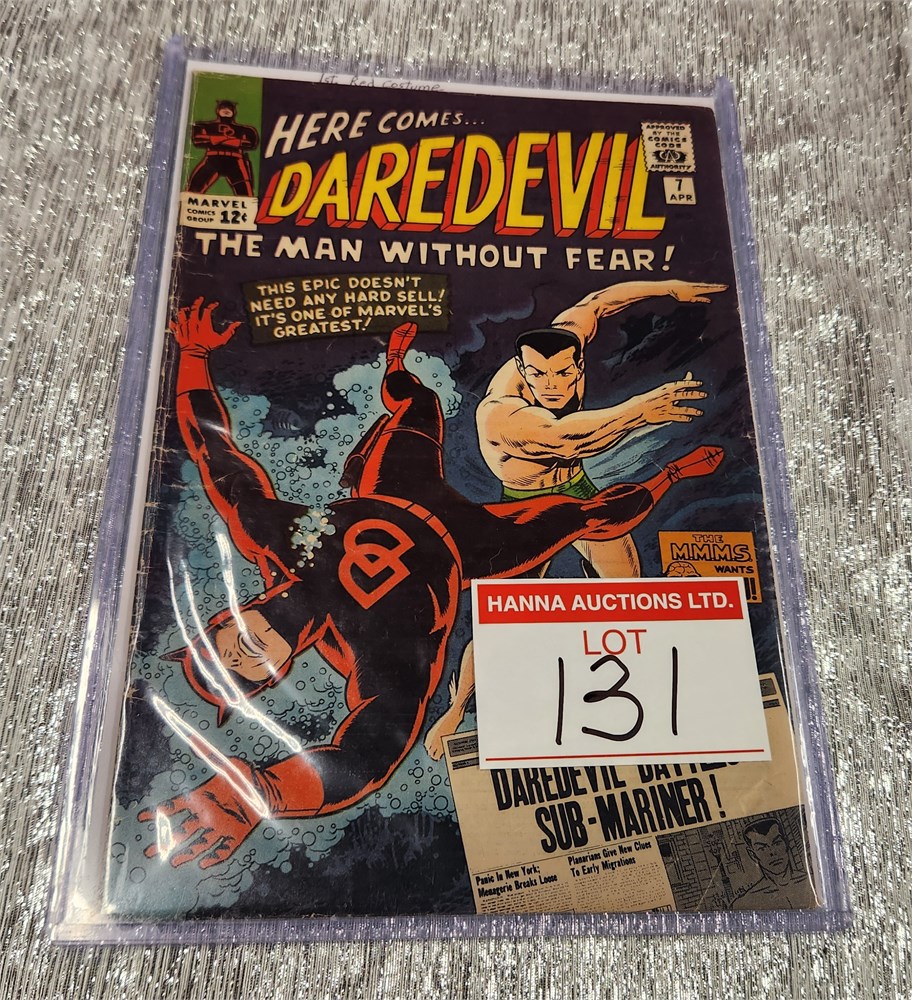 1st Red Costume
HERE COMES...
DAREDEVIL
THE MAN WITHOUT FEAR!
MARVEL
COMICS
GROUP
12¢
APPROVED
BY THE
COMICS
CODE
AUTHORITY
7
APR
THIS EPIC DOESN'T
NEED ANY HARD SELL!
IT'S ONE OF MARVEL'S
GREATEST!
DD
THE
M.M.M.S.
WANTS
HANNA AUCTIONS LTD.
LOT
131
DAREDEVIL
SUB-MARINER!
Panic In New York;
Menagerie Breaks Loose
Planarians Give New Clues
To Early Migrations